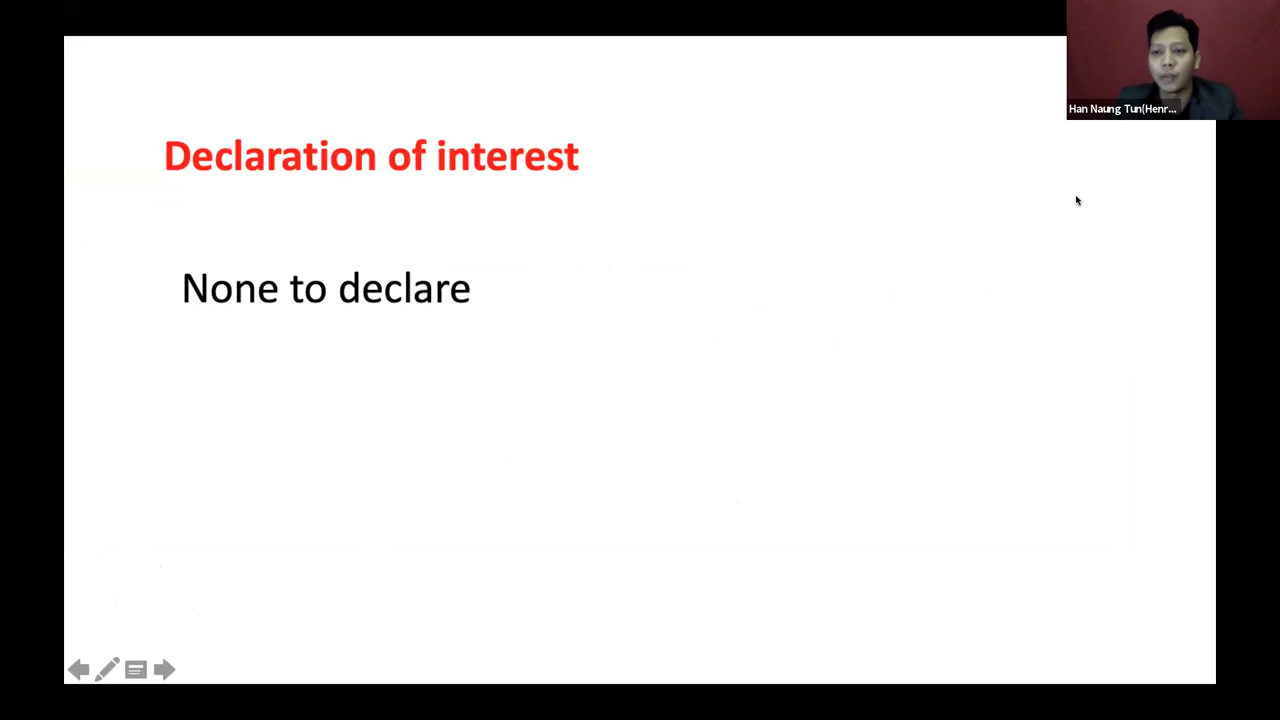 Declaration of interest
None to declare
Han Naung Tun(Henr...